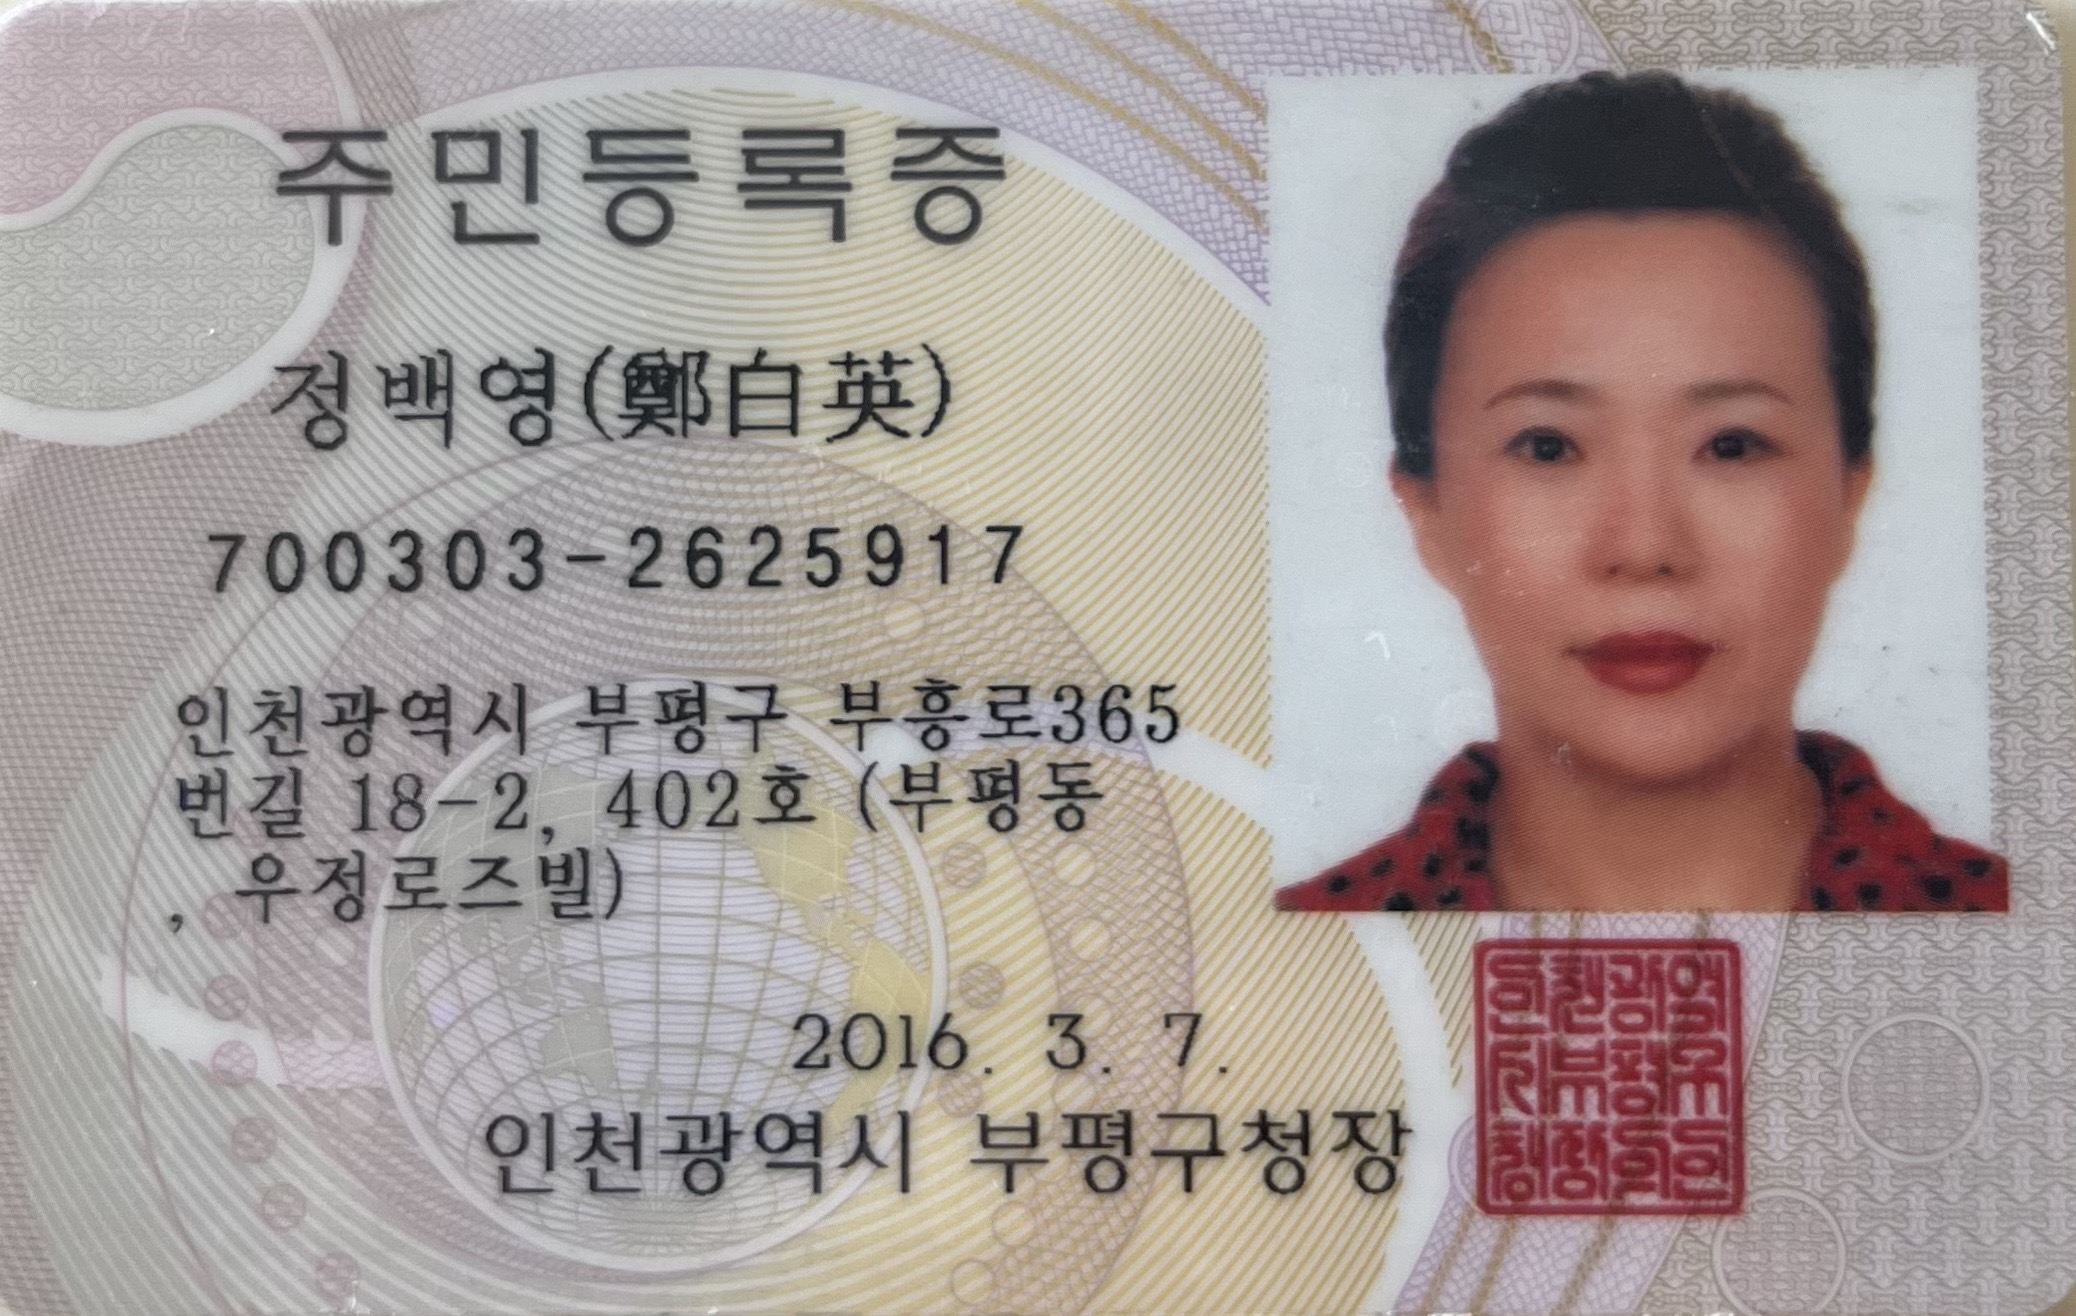 주민등록증
정백영(鄭白英)
700303-2625917
인천광역시 부평구 부흥로365
번길 18-2, 402호 (부평동
, 우정로즈빌)
2016. 3. 7.
인천광역시 부평구청장